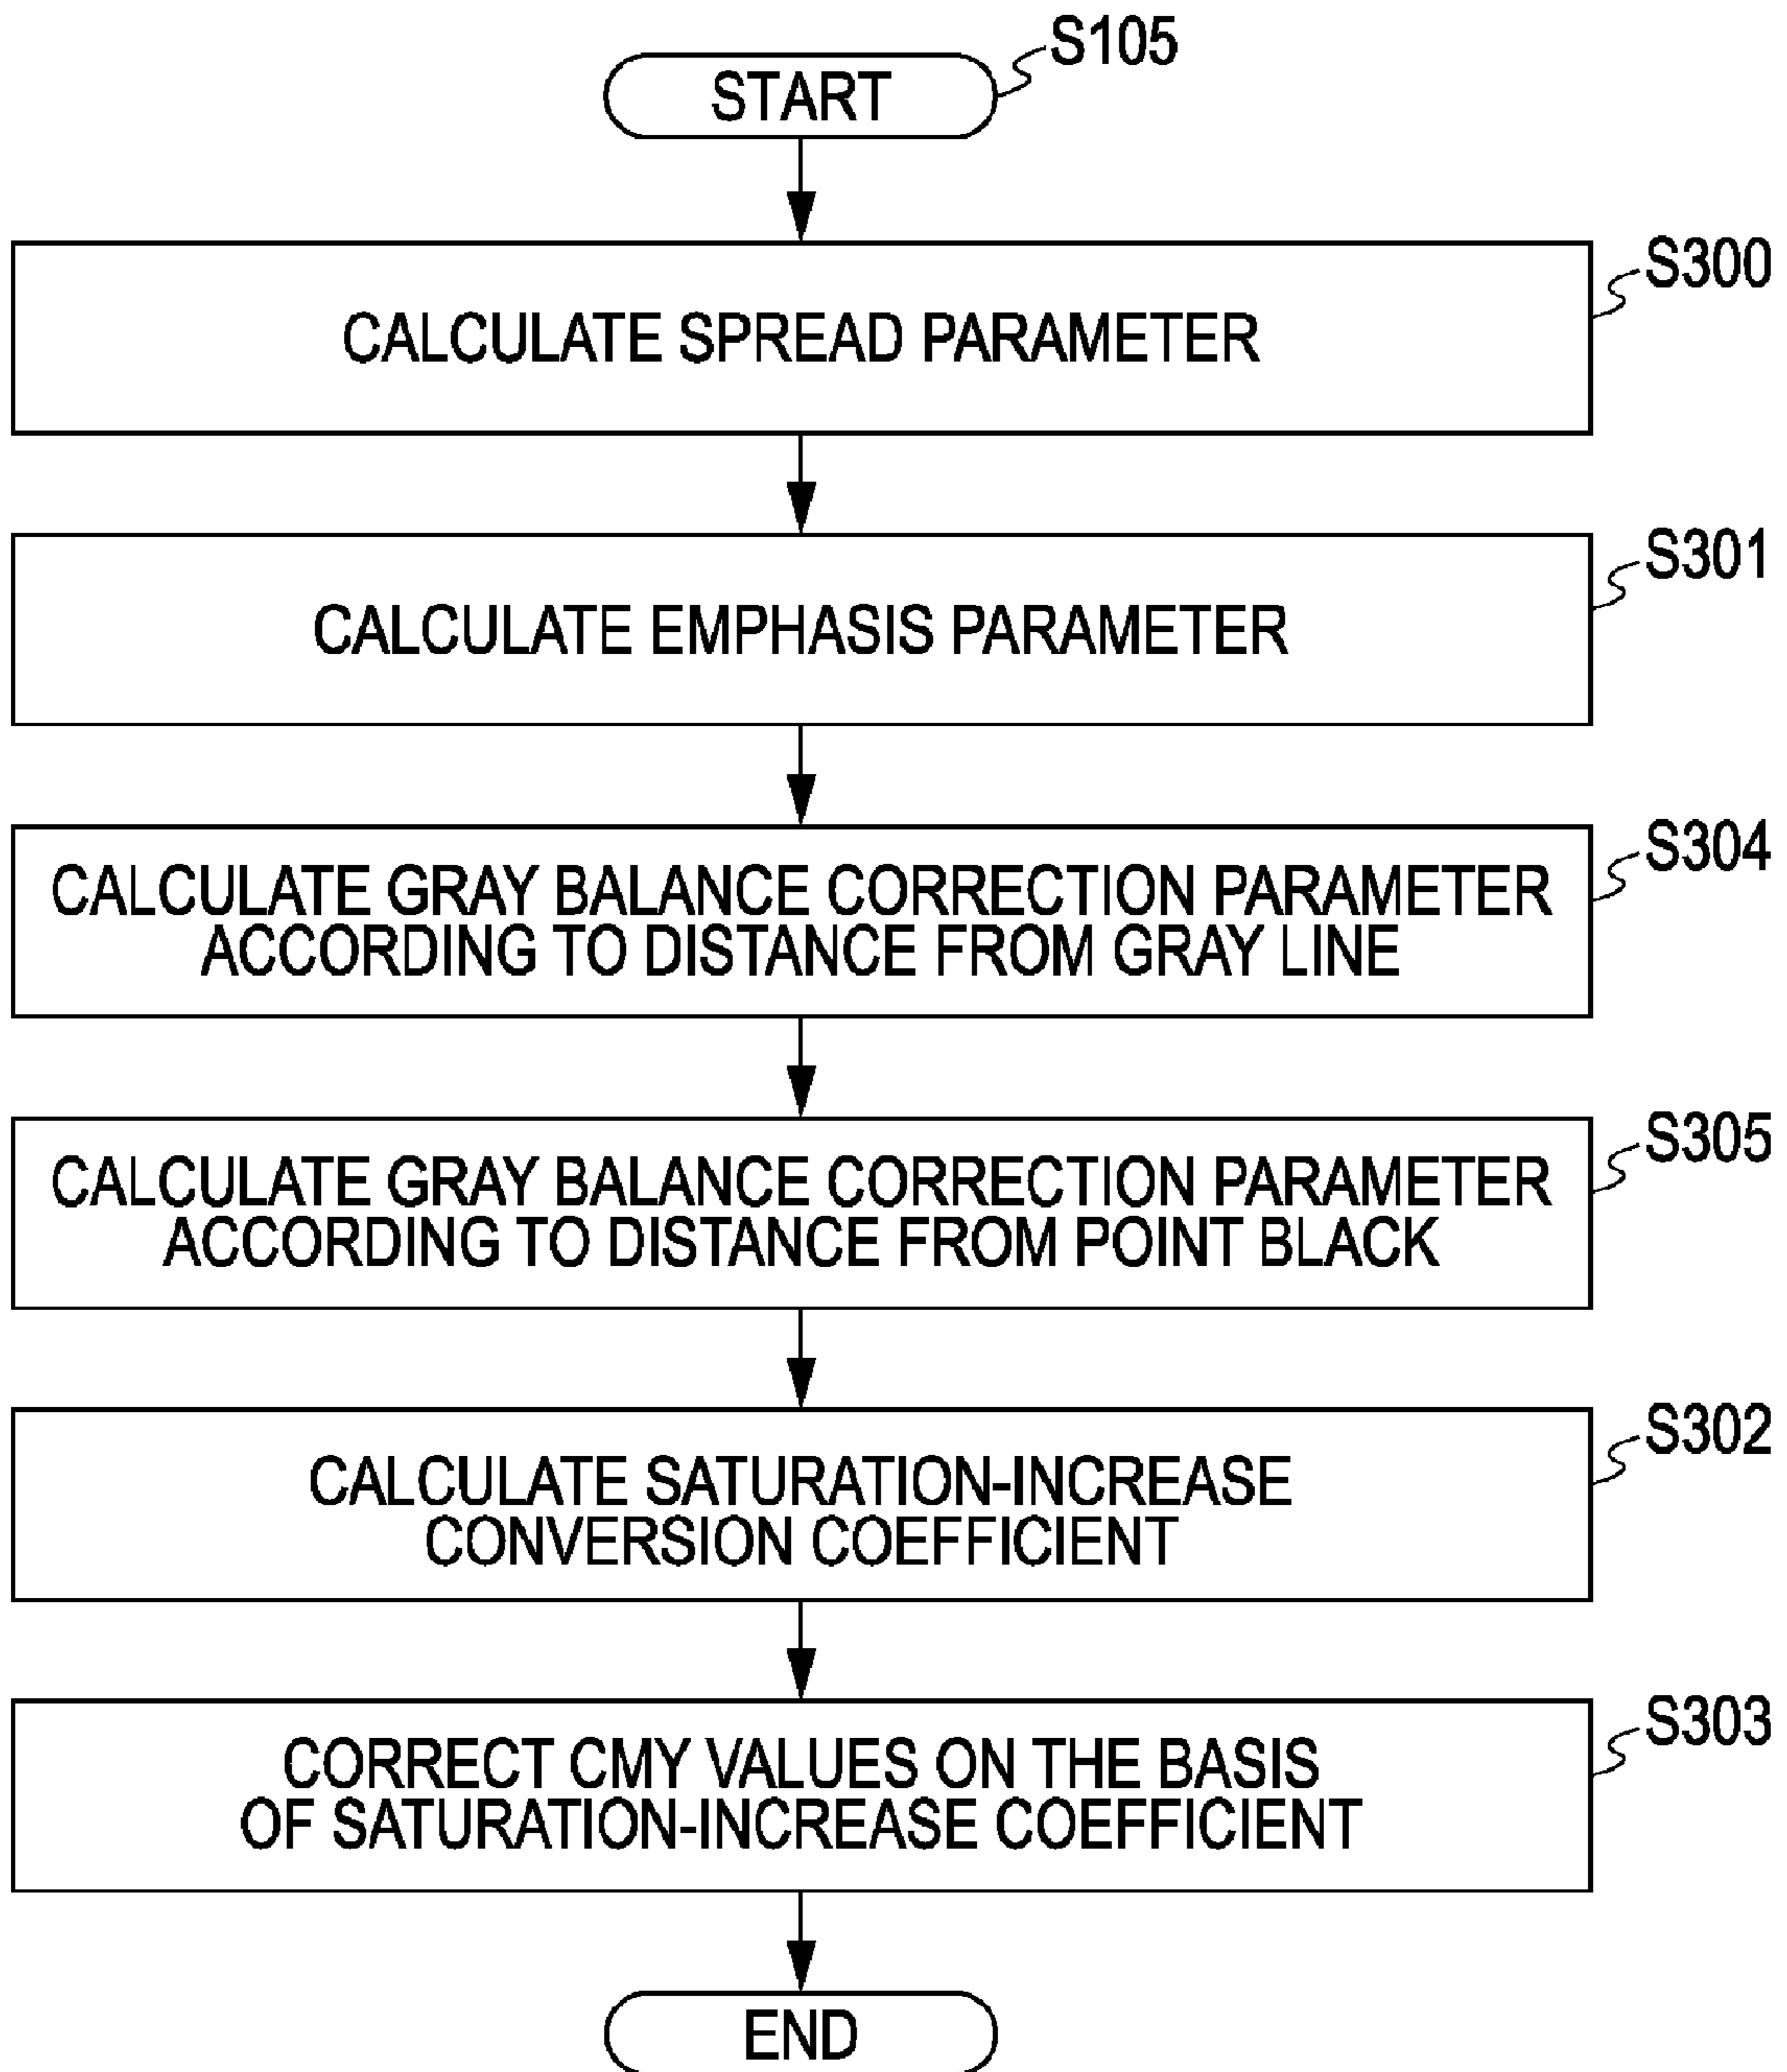 START
S105
CALCULATE SPREAD PARAMETER
S300
CALCULATE EMPHASIS PARAMETER
S301
CALCULATE GRAY BALANCE CORRECTION PARAMETER
ACCORDING TO DISTANCE FROM GRAY LINE
S304
CALCULATE GRAY BALANCE CORRECTION PARAMETER
ACCORDING TO DISTANCE FROM POINT BLACK
S305
CALCULATE SATURATION-INCREASE
CONVERSION COEFFICIENT
S302
CORRECT CMY VALUES ON THE BASIS
OF SATURATION-INCREASE COEFFICIENT
S303
END